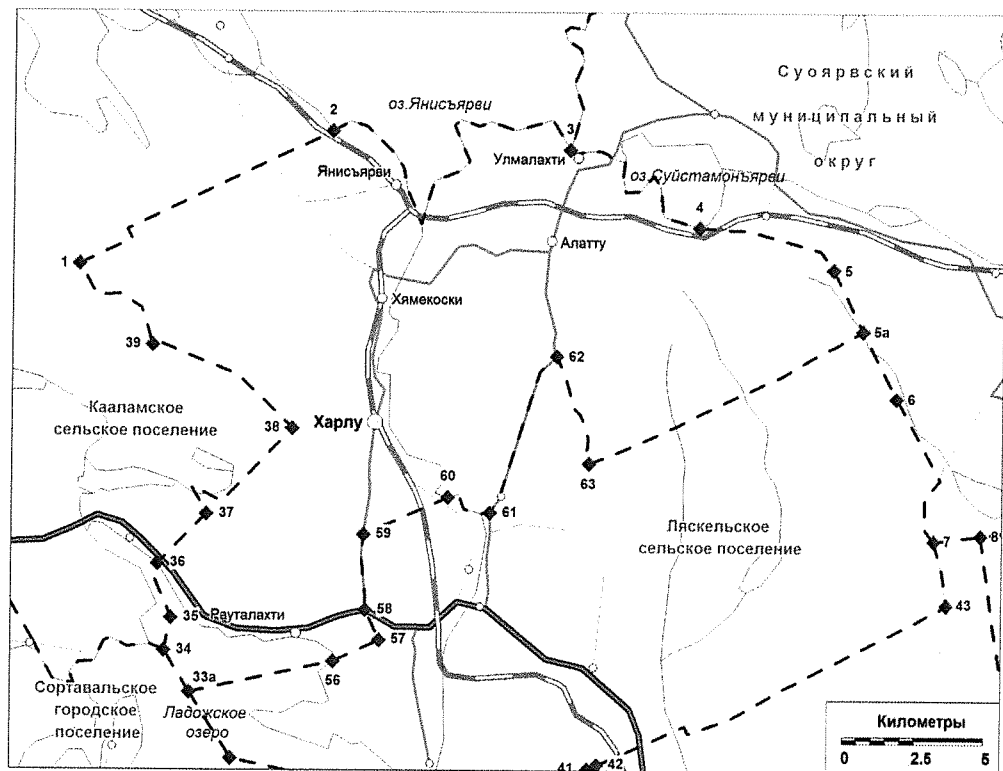 Суоярвский
муниципальный
округ
оз.Янисъярви
2
3
Улмалахти
Янисъярви
оз.Суйстамонъярви
4
Алатту
1
5
Хямекоски
39
5а
62
Кааламское
сельское поселение
Харлу
38
6
63
60
37
61
Ляскельское
сельское поселение
59
36
7
8
58
43
35
Рауталахти
57
34
56
33а
Сортавальское
городское
поселение
Ладожское
озеро
Километры
0 2.5 5
41
42